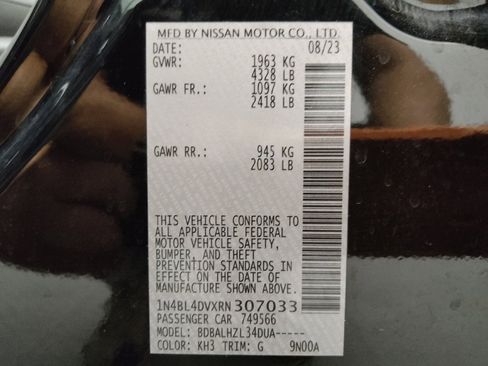 MFD BY NISSAN MOTOR CO., LTD.
DATE: 08/23
GVWR: 1963 KG
4328 LB
GAWR FR.: 1097 KG
2418 LB
GAWR RR.: 945 KG
2083 LB
THIS VEHICLE CONFORMS TO
ALL APPLICABLE FEDERAL
MOTOR VEHICLE SAFETY,
BUMPER, AND THEFT
PREVENTION STANDARDS IN
EFFECT ON THE DATE OF
MANUFACTURE SHOWN ABOVE.
1N4BL4DVXRN307033
PASSENGER CAR 749566
MODEL: BDBALHZL34DUA-----
COLOR: KH3 TRIM: G 9N00A